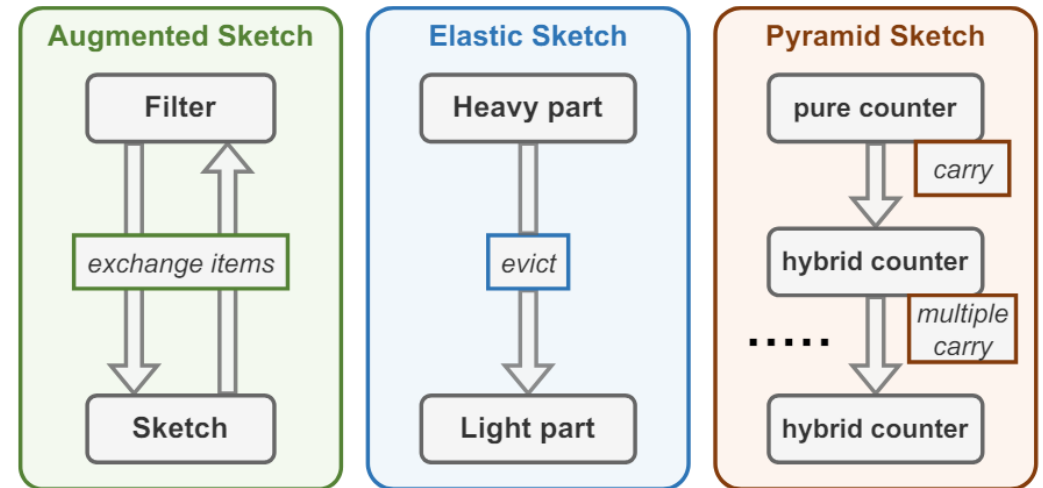 Augmented Sketch
Filter
exchange items
Sketch
Elastic Sketch
Heavy part
evict
Light part
Pyramid Sketch
pure counter
carry
hybrid counter
multiple
carry
.....
hybrid counter